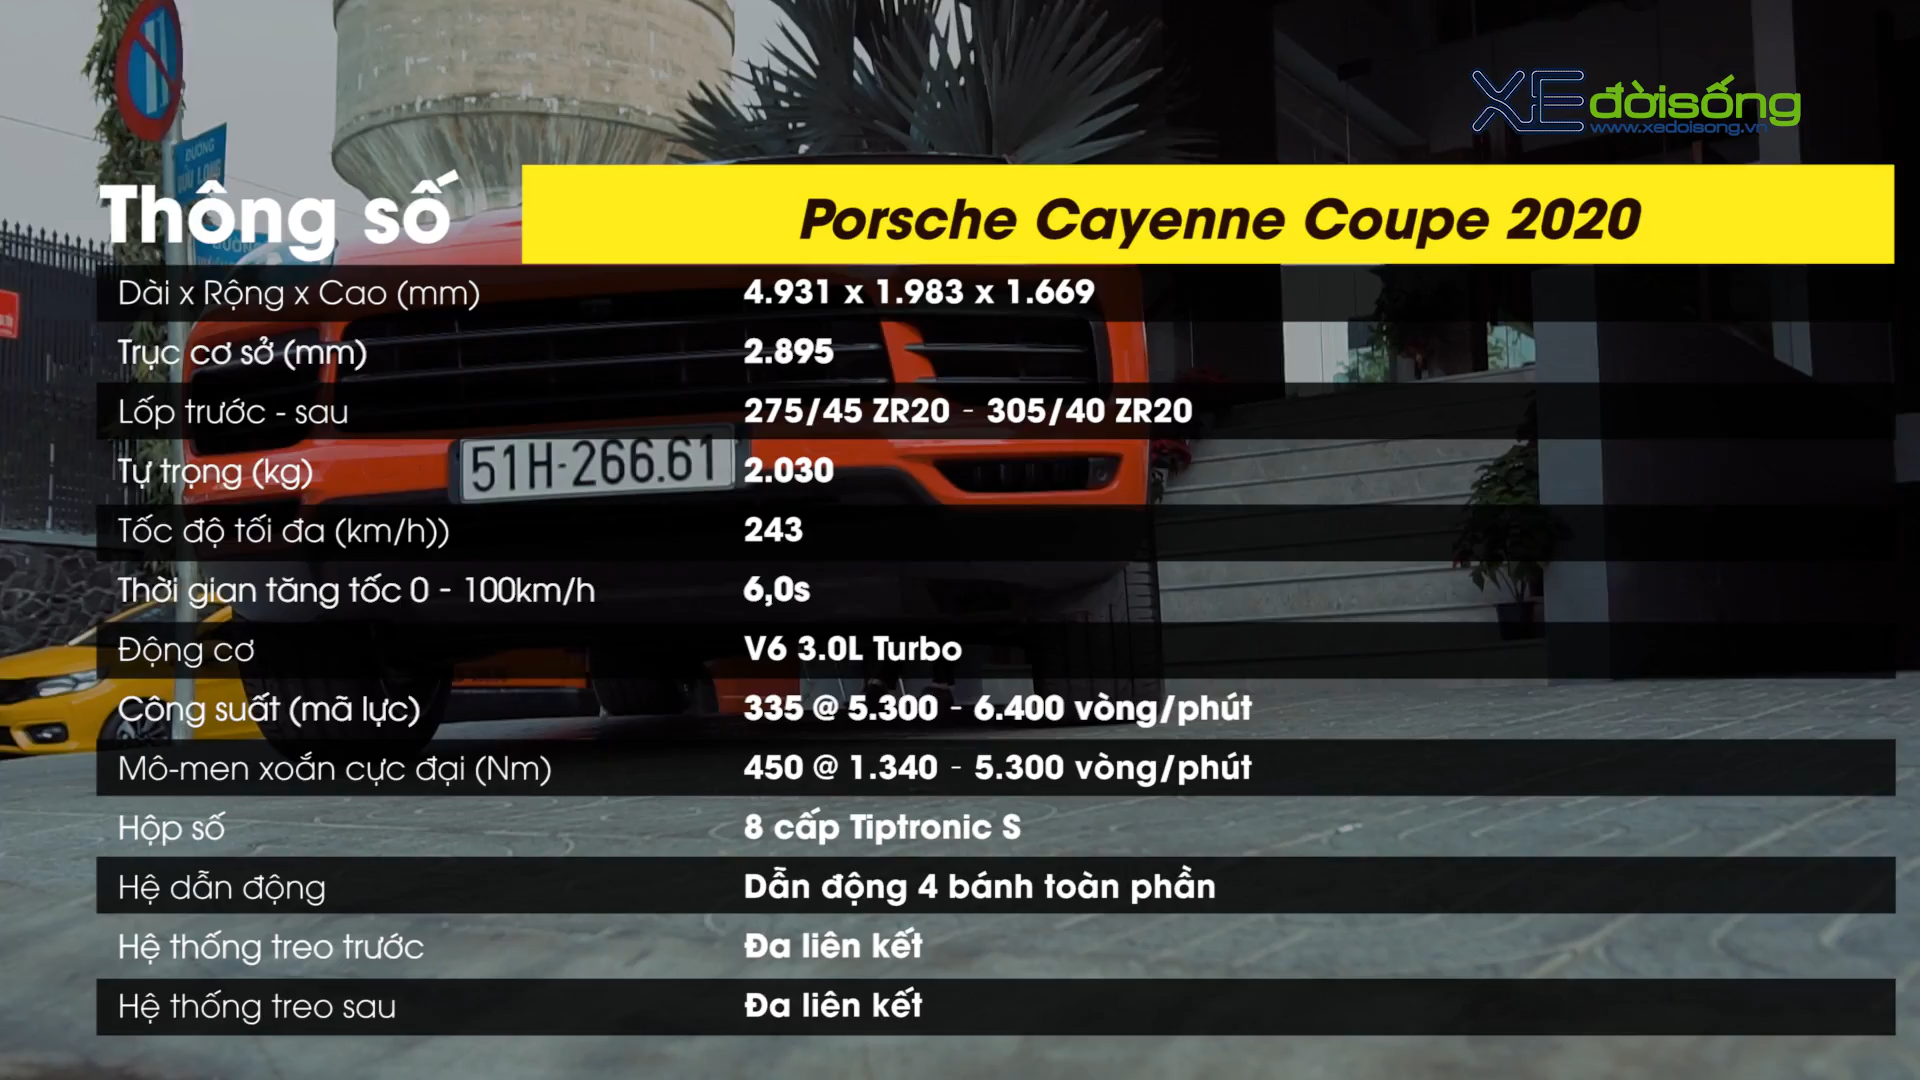 XE đời sống
www.xedoisong.vn
ĐƯỜNG
Thông số
Porsche Cayenne Coupe 2020
Dài x Rộng x Cao (mm) 4.931 x 1.983 x 1.669
Trục cơ sở (mm) 2.895
Lốp trước - sau 275/45 ZR20 - 305/40 ZR20
51H-266.61
Tự trọng (kg) 2.030
Tốc độ tối đa (km/h)) 243
Thời gian tăng tốc 0 - 100km/h 6,0s
Động cơ V6 3.0L Turbo
Công suất (mã lực) 335 @ 5.300 - 6.400 vòng/phút
Mô-men xoắn cực đại (Nm) 450 @ 1.340 - 5.300 vòng/phút
Hộp số 8 cấp Tiptronic S
Hệ dẫn động Dẫn động 4 bánh toàn phần
Hệ thống treo trước Đa liên kết
Hệ thống treo sau Đa liên kết